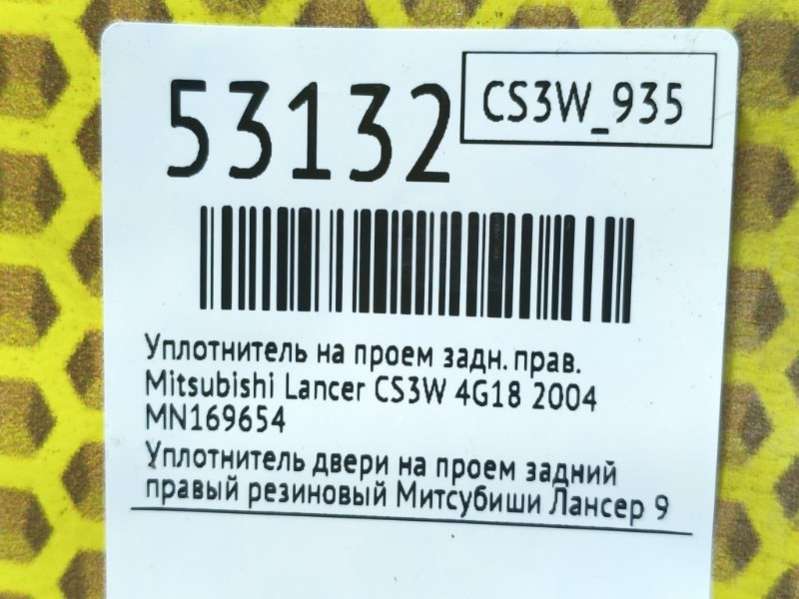 53132
CS3W_935
Уплотнитель на проем задн. прав.
Mitsubishi Lancer CS3W 4G18 2004
MN169654
Уплотнитель двери на проем задний
правый резиновый Митсубиши Лансер 9